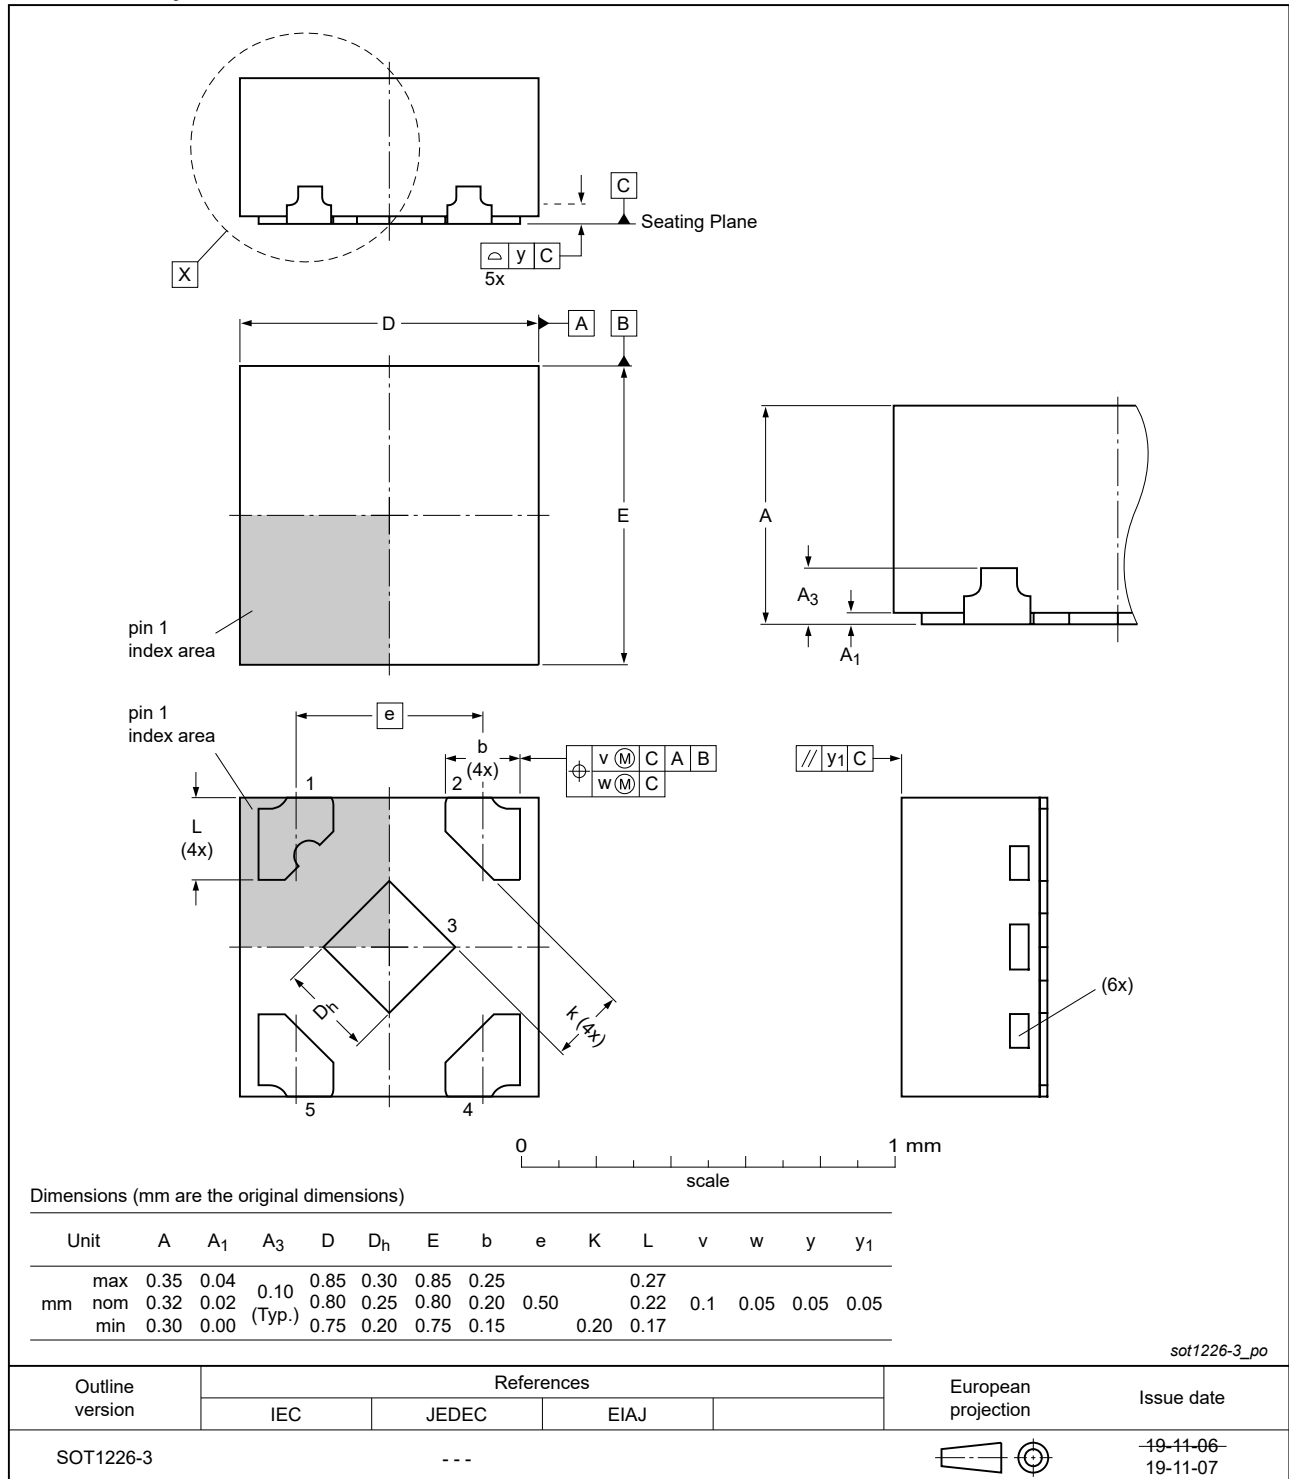 C
Seating Plane
y C
5x
X
D
A
B
E
pin 1
index area
A
A3
A1
pin 1
index area
e
b
(4x)
v Ⓜ C A B
w Ⓜ C
// y1 C
1
2
L
(4x)
3
Dh
k (4x)
(6x)
5
4
0
1 mm
scale
Dimensions (mm are the original dimensions)
Unit A A1 A3 D Dh E b e K L v w y y1
max 0.35 0.04 0.85 0.30 0.85 0.25 0.27
mm nom 0.32 0.02 0.10 (Typ.) 0.80 0.25 0.80 0.20 0.50 0.22 0.1 0.05 0.05 0.05
min 0.30 0.00 0.75 0.20 0.75 0.15 0.20 0.17
sot1226-3_po
Outline version
References
European projection
Issue date
IEC JEDEC EIAJ
SOT1226-3
- - -
19-11-06
19-11-07